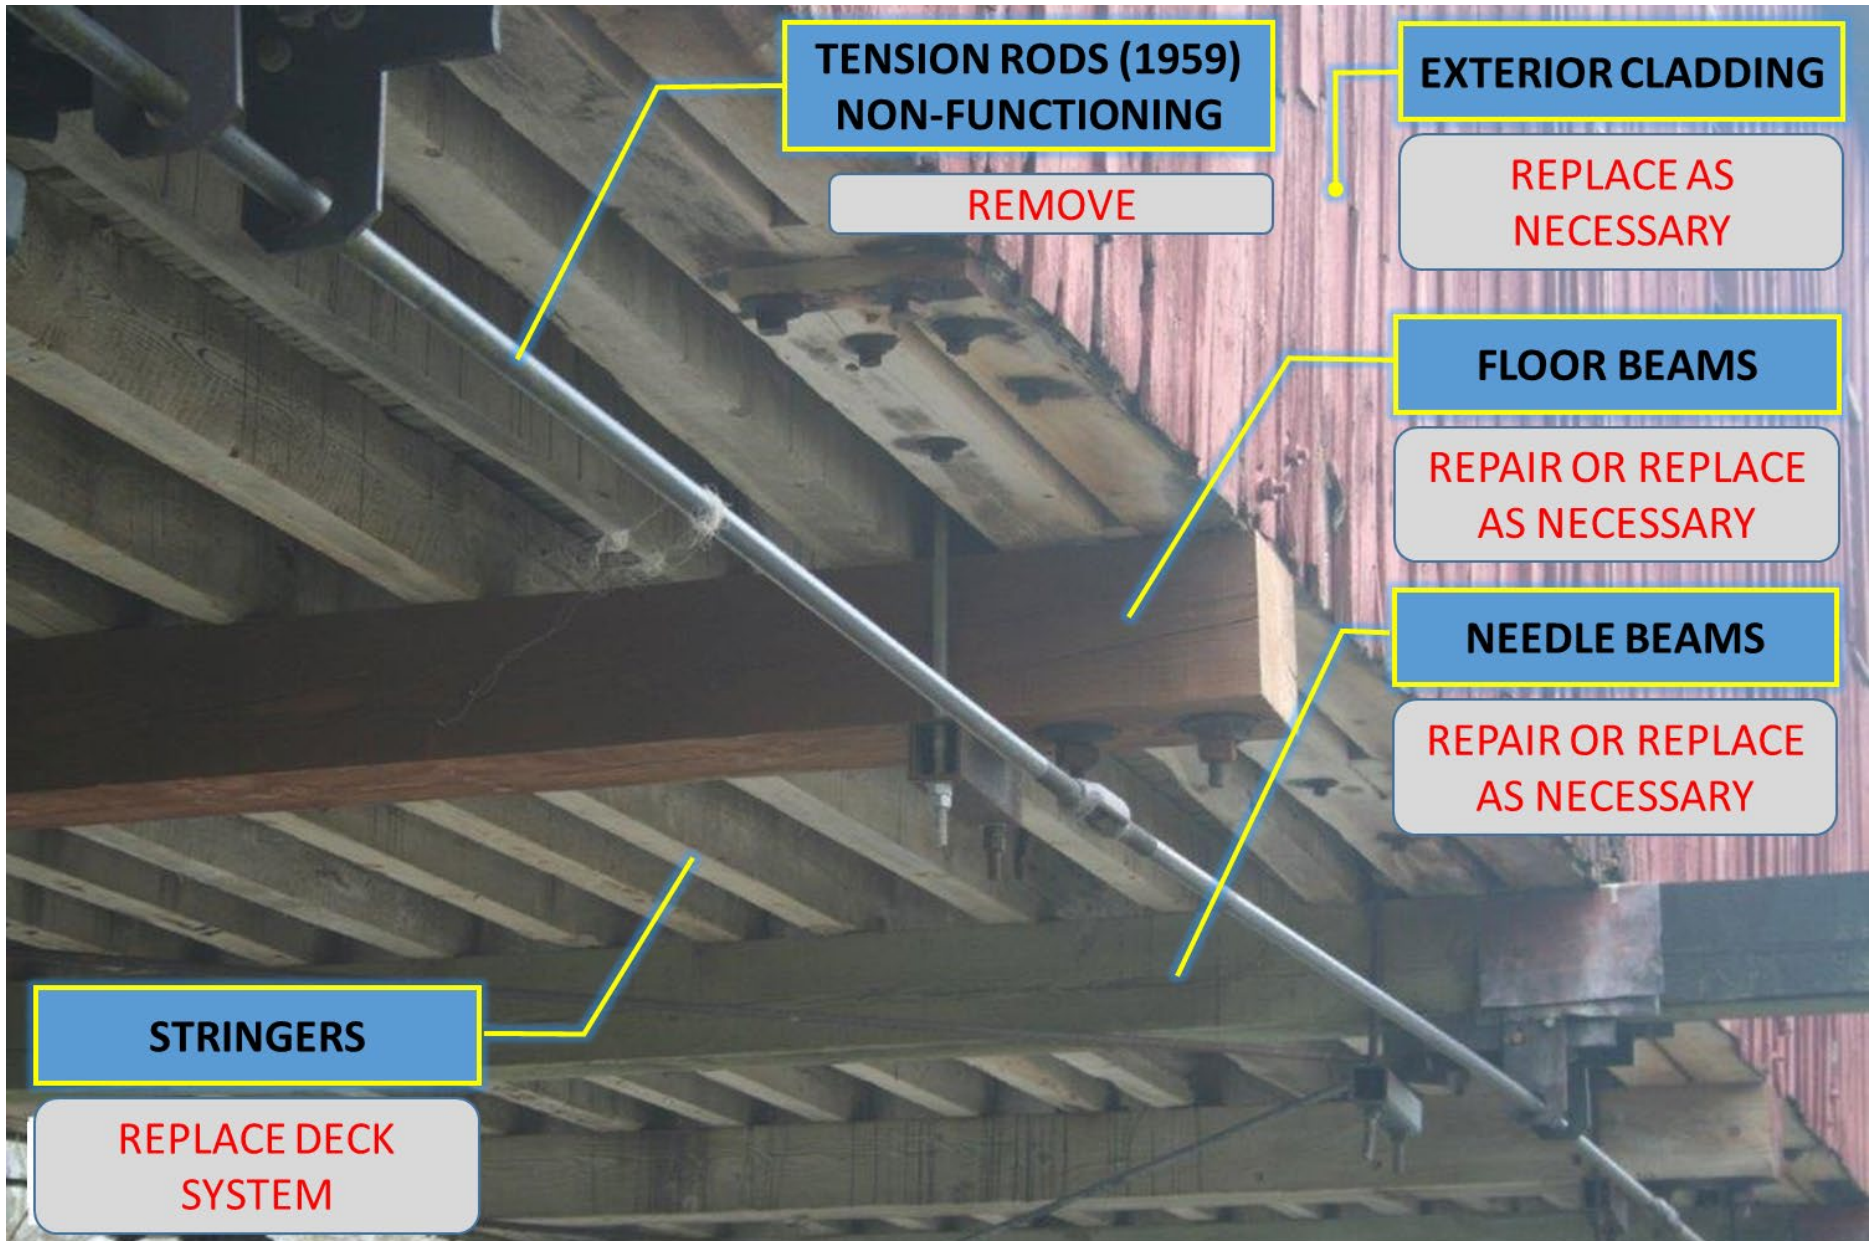 TENSION RODS (1959)
NON-FUNCTIONING
REMOVE
EXTERIOR CLADDING
REPLACE AS
NECESSARY
FLOOR BEAMS
REPAIR OR REPLACE
AS NECESSARY
NEEDLE BEAMS
REPAIR OR REPLACE
AS NECESSARY
STRINGERS
REPLACE DECK
SYSTEM